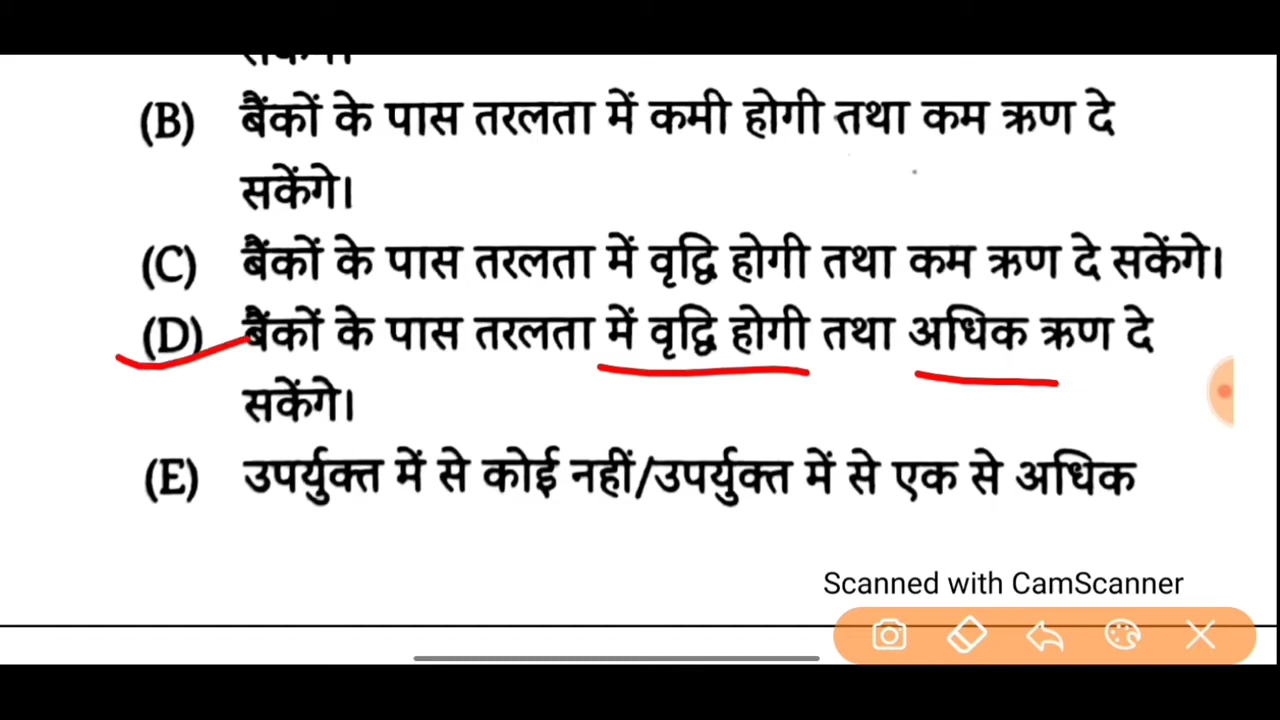 सकेंगे।
(B) बैंकों के पास तरलता में कमी होगी तथा कम ऋण दे
सकेंगे।
(C) बैंकों के पास तरलता में वृद्धि होगी तथा कम ऋण दे सकेंगे।
(D) बैंकों के पास तरलता में वृद्धि होगी तथा अधिक ऋण दे
सकेंगे।
(E) उपर्युक्त में से कोई नहीं/उपर्युक्त में से एक से अधिक
Scanned with CamScanner